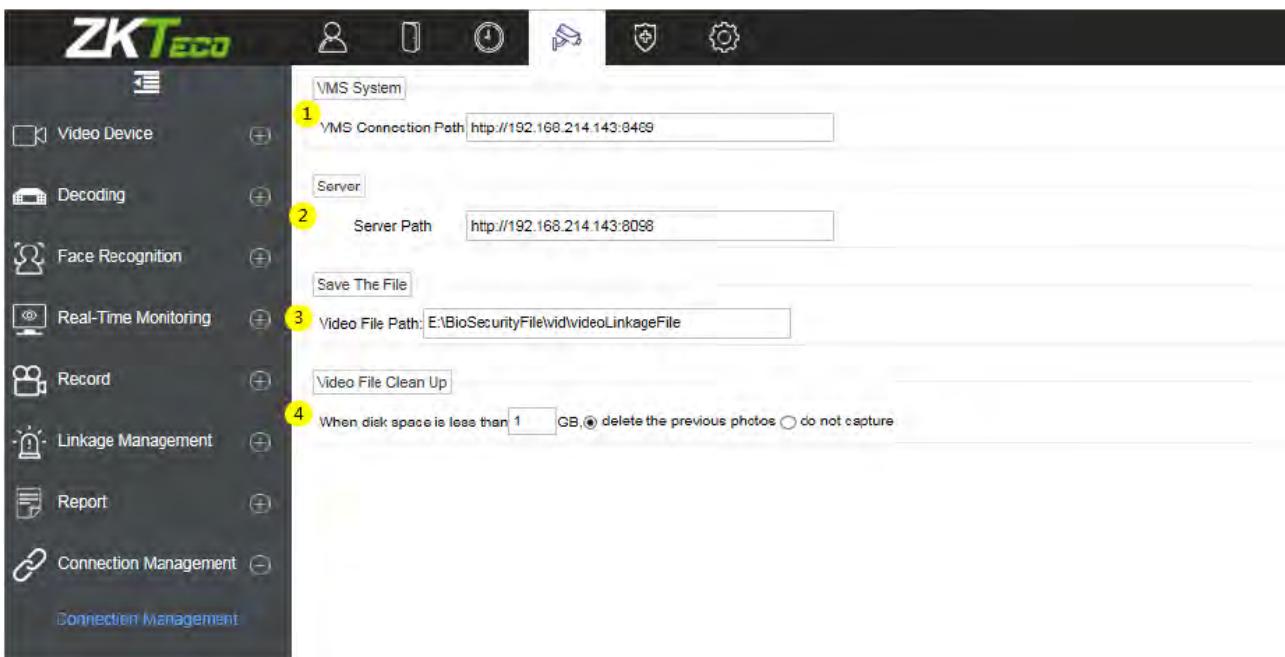 ZKTeco
VMS System
1
VMS Connection Path http://192.168.214.143:8469
Video Device
Server
Decoding
2
Server Path http://192.168.214.143:8098
Face Recognition
Save The File
Real-Time Monitoring
3
Video File Path: E:\BioSecurityFile\vid\videoLinkageFile
Record
Video File Clean Up
4
When disk space is less than 1 GB, delete the previous photos do not capture
Linkage Management
Report
Connection Management
Connection Management